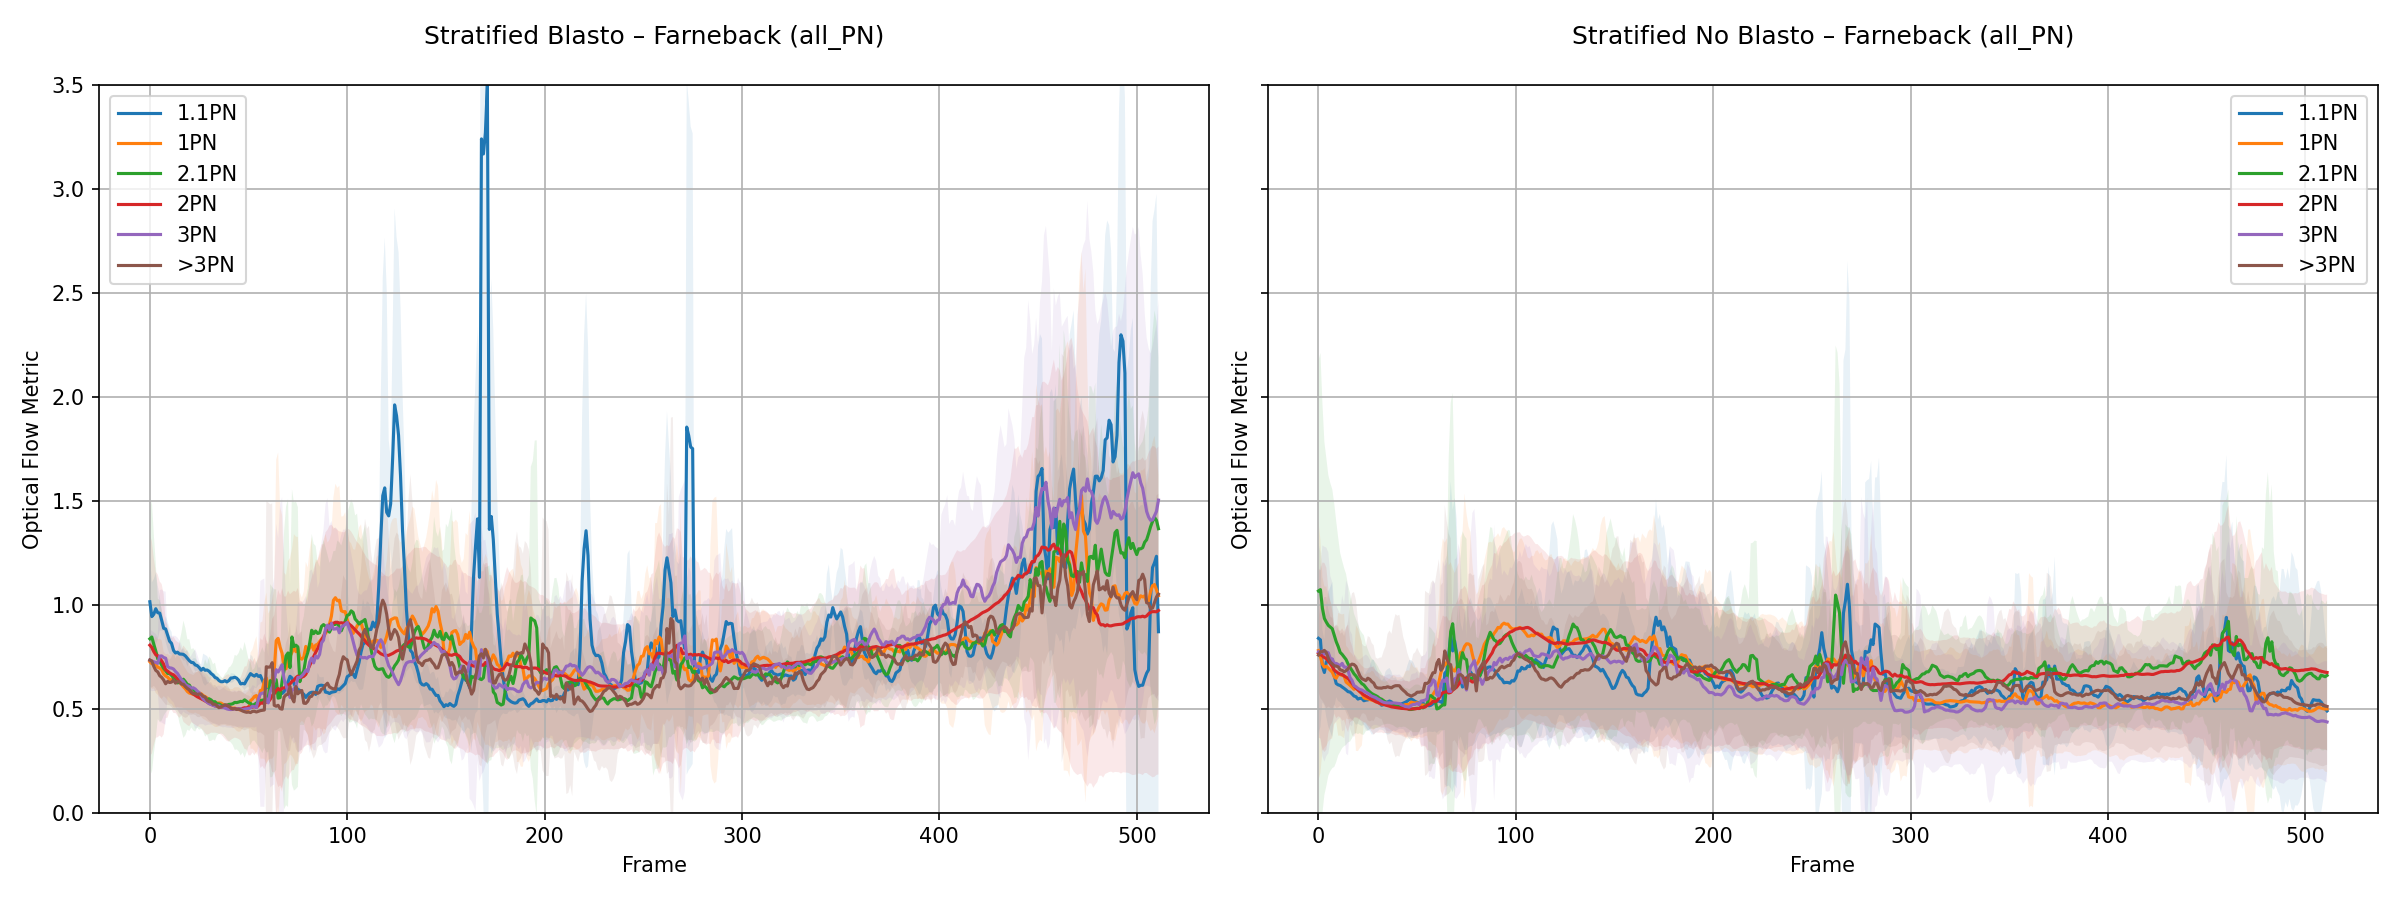 Stratified Blasto – Farneback (all_PN)
Optical Flow Metric
3.5
3.0
2.5
2.0
1.5
1.0
0.5
0.0
1.1PN
1PN
2.1PN
2PN
3PN
>3PN
0 100 200 300 400 500
Frame
Stratified No Blasto – Farneback (all_PN)
Optical Flow Metric
1.1PN
1PN
2.1PN
2PN
3PN
>3PN
0 100 200 300 400 500
Frame